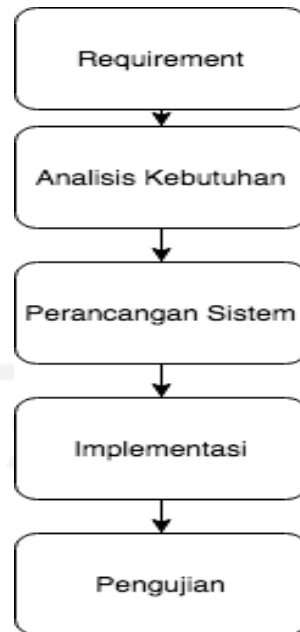 Requirement
Analisis Kebutuhan
Perancangan Sistem
Implementasi
Pengujian